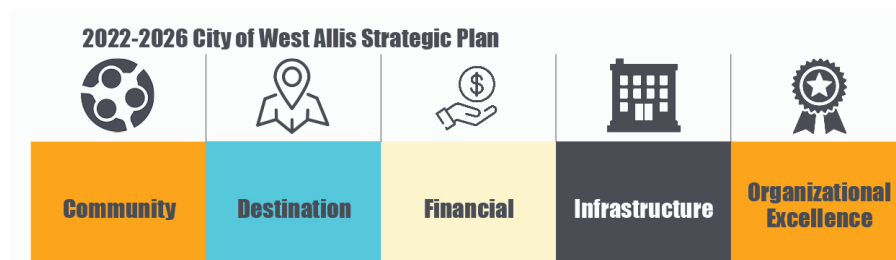 2022-2026 City of West Allis Strategic Plan
$
Community
Destination
Financial
Infrastructure
Organizational
Excellence